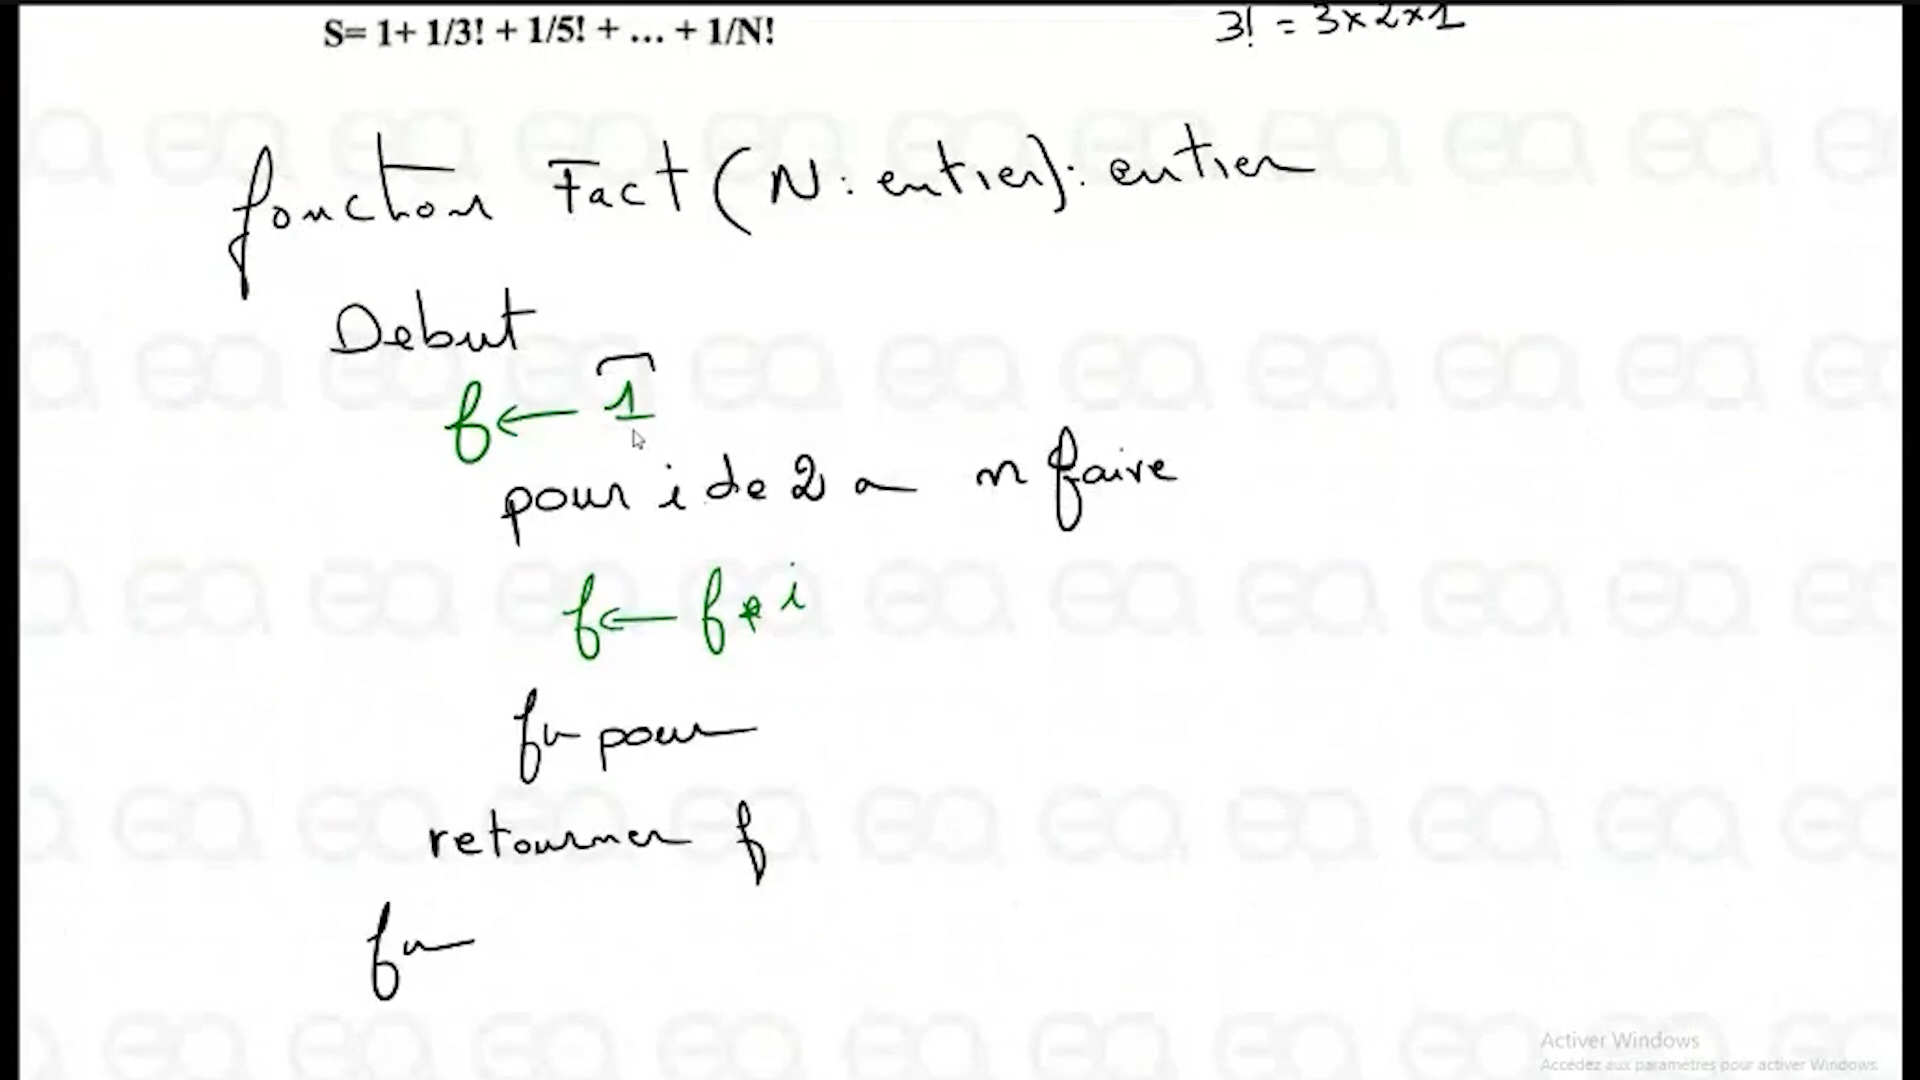 S= 1+ 1/3! + 1/5! + ... + 1/N!
3! = 3x2x1
fonction Fact (N: entier): entier
Debut
f ← 1
pour i de 2 a n faire
f ← f * i
fin pour
retourner f
fin
Activer Windows
Accédez aux paramètres pour activer Windows.